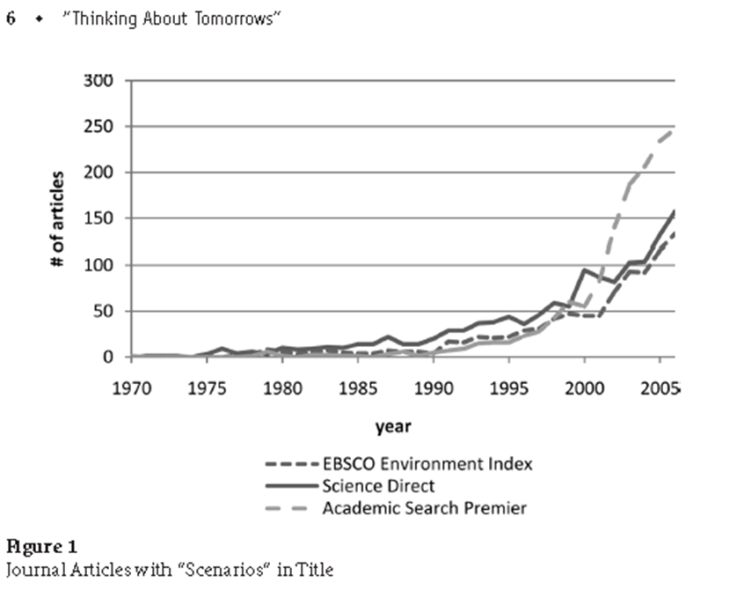 6 ◆ "Thinking About Tomorrows"
300
250
200
150
100
50
0
# of articles
1970 1975 1980 1985 1990 1995 2000 2005
year
EBSCO Environment Index
Science Direct
Academic Search Premier
Figure 1
Journal Articles with "Scenarios" in Title